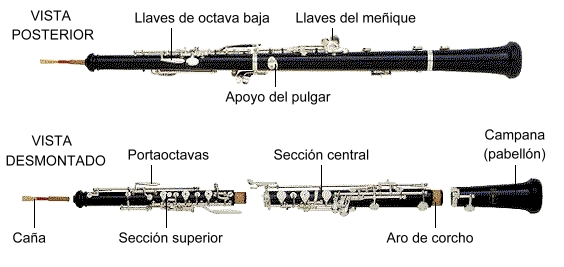 VISTA
POSTERIOR
Llaves de octava baja
Llaves del meñique
Apoyo del pulgar
VISTA
DESMONTADO
Portaoctavas
Sección central
Campana
(pabellón)
Caña
Sección superior
Aro de corcho